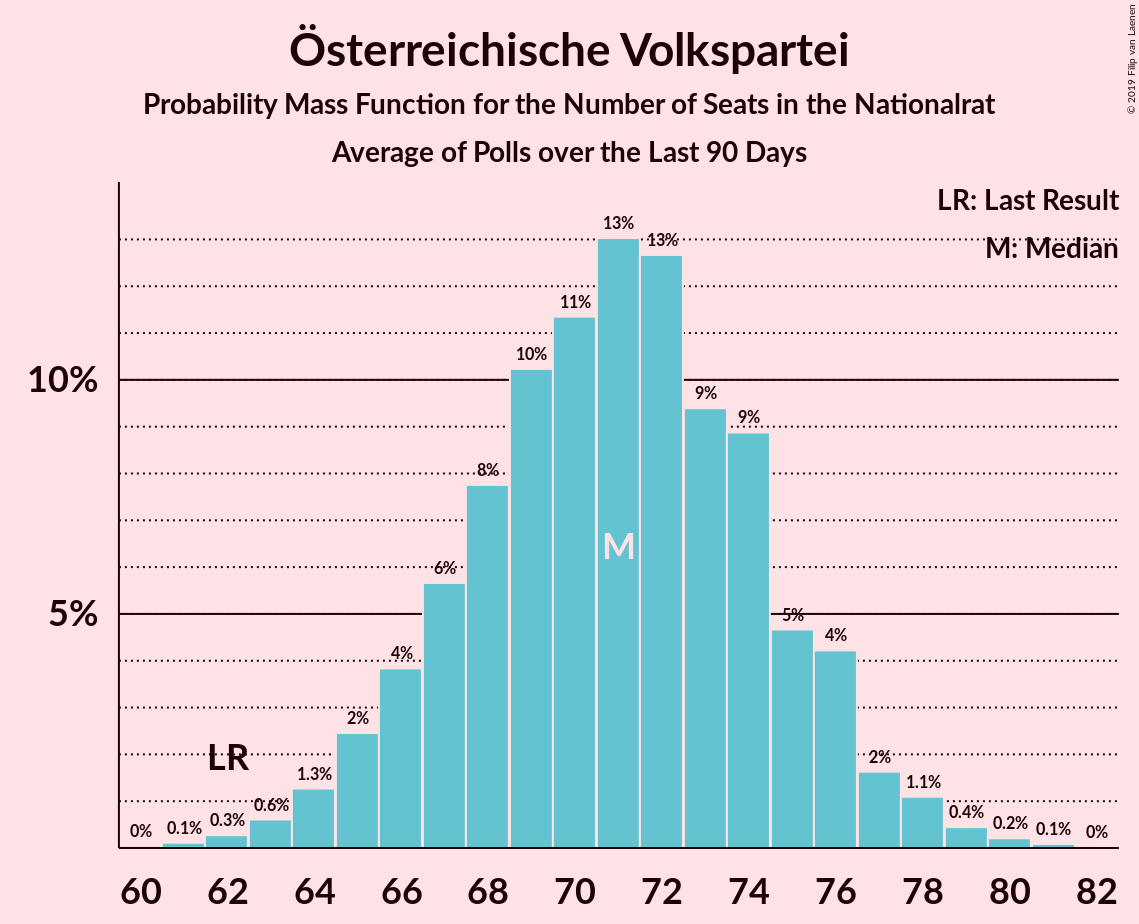 Österreichische Volkspartei
Probability Mass Function for the Number of Seats in the Nationalrat
Average of Polls over the Last 90 Days
© 2019 Filip van Laenen
LR: Last Result
M: Median
10%
5%
0%
0.1%
0.3%
0.6%
1.3%
2%
4%
6%
8%
10%
11%
13%
13%
9%
9%
5%
4%
2%
1.1%
0.4%
0.2%
0.1%
0%
LR
M
60 62 64 66 68 70 72 74 76 78 80 82